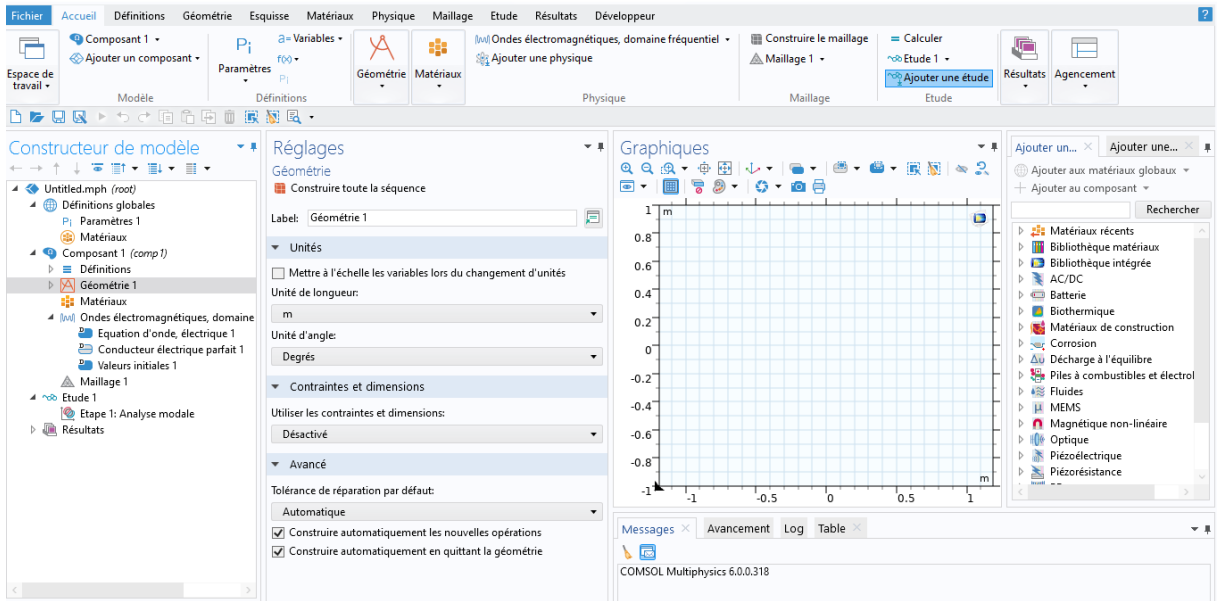 Fichier Accueil Définitions Géométrie Esquisse Matériaux Physique Maillage Etude Résultats Développeur ?
Composant 1
Ajouter un composant
Espace de travail
Modèle
Pi
Paramètres
a= Variables
f(x)
Pi
Définitions
Géométrie
Matériaux
Ondes électromagnétiques, domaine fréquentiel
Ajouter une physique
Physique
Construire le maillage
Maillage 1
Maillage
= Calculer
Etude 1
Ajouter une étude
Etude
Résultats
Agencement
Constructeur de modèle
Untitled.mph (root)
Définitions globales
Pi Paramètres 1
Matériaux
Composant 1 (comp1)
Définitions
Géométrie 1
Matériaux
Ondes électromagnétiques, domaine
Equation d'onde, électrique 1
Conducteur électrique parfait 1
Valeurs initiales 1
Maillage 1
Etude 1
Etape 1: Analyse modale
Résultats
Réglages
Géométrie
Construire toute la séquence
Label: Géométrie 1
Unités
Mettre à l'échelle les variables lors du changement d'unités
Unité de longueur:
m
Unité d'angle:
Degrés
Contraintes et dimensions
Utiliser les contraintes et dimensions:
Désactivé
Avancé
Tolérance de réparation par défaut:
Automatique
Construire automatiquement les nouvelles opérations
Construire automatiquement en quittant la géométrie
Graphiques
1 m
0.8
0.6
0.4
0.2
0
-0.2
-0.4
-0.6
-0.8
m
-1
-1 -0.5 0 0.5 1
Messages Avancement Log Table
COMSOL Multiphysics 6.0.0.318
Ajouter un... Ajouter une...
Ajouter aux matériaux globaux
Ajouter au composant
Rechercher
Matériaux récents
Bibliothèque matériaux
Bibliothèque intégrée
AC/DC
Batterie
Biothermique
Matériaux de construction
Corrosion
Δu Décharge à l'équilibre
Piles à combustibles et électrol
Fluides
μ MEMS
Magnétique non-linéaire
Optique
Piézoélectrique
Piézorésistance